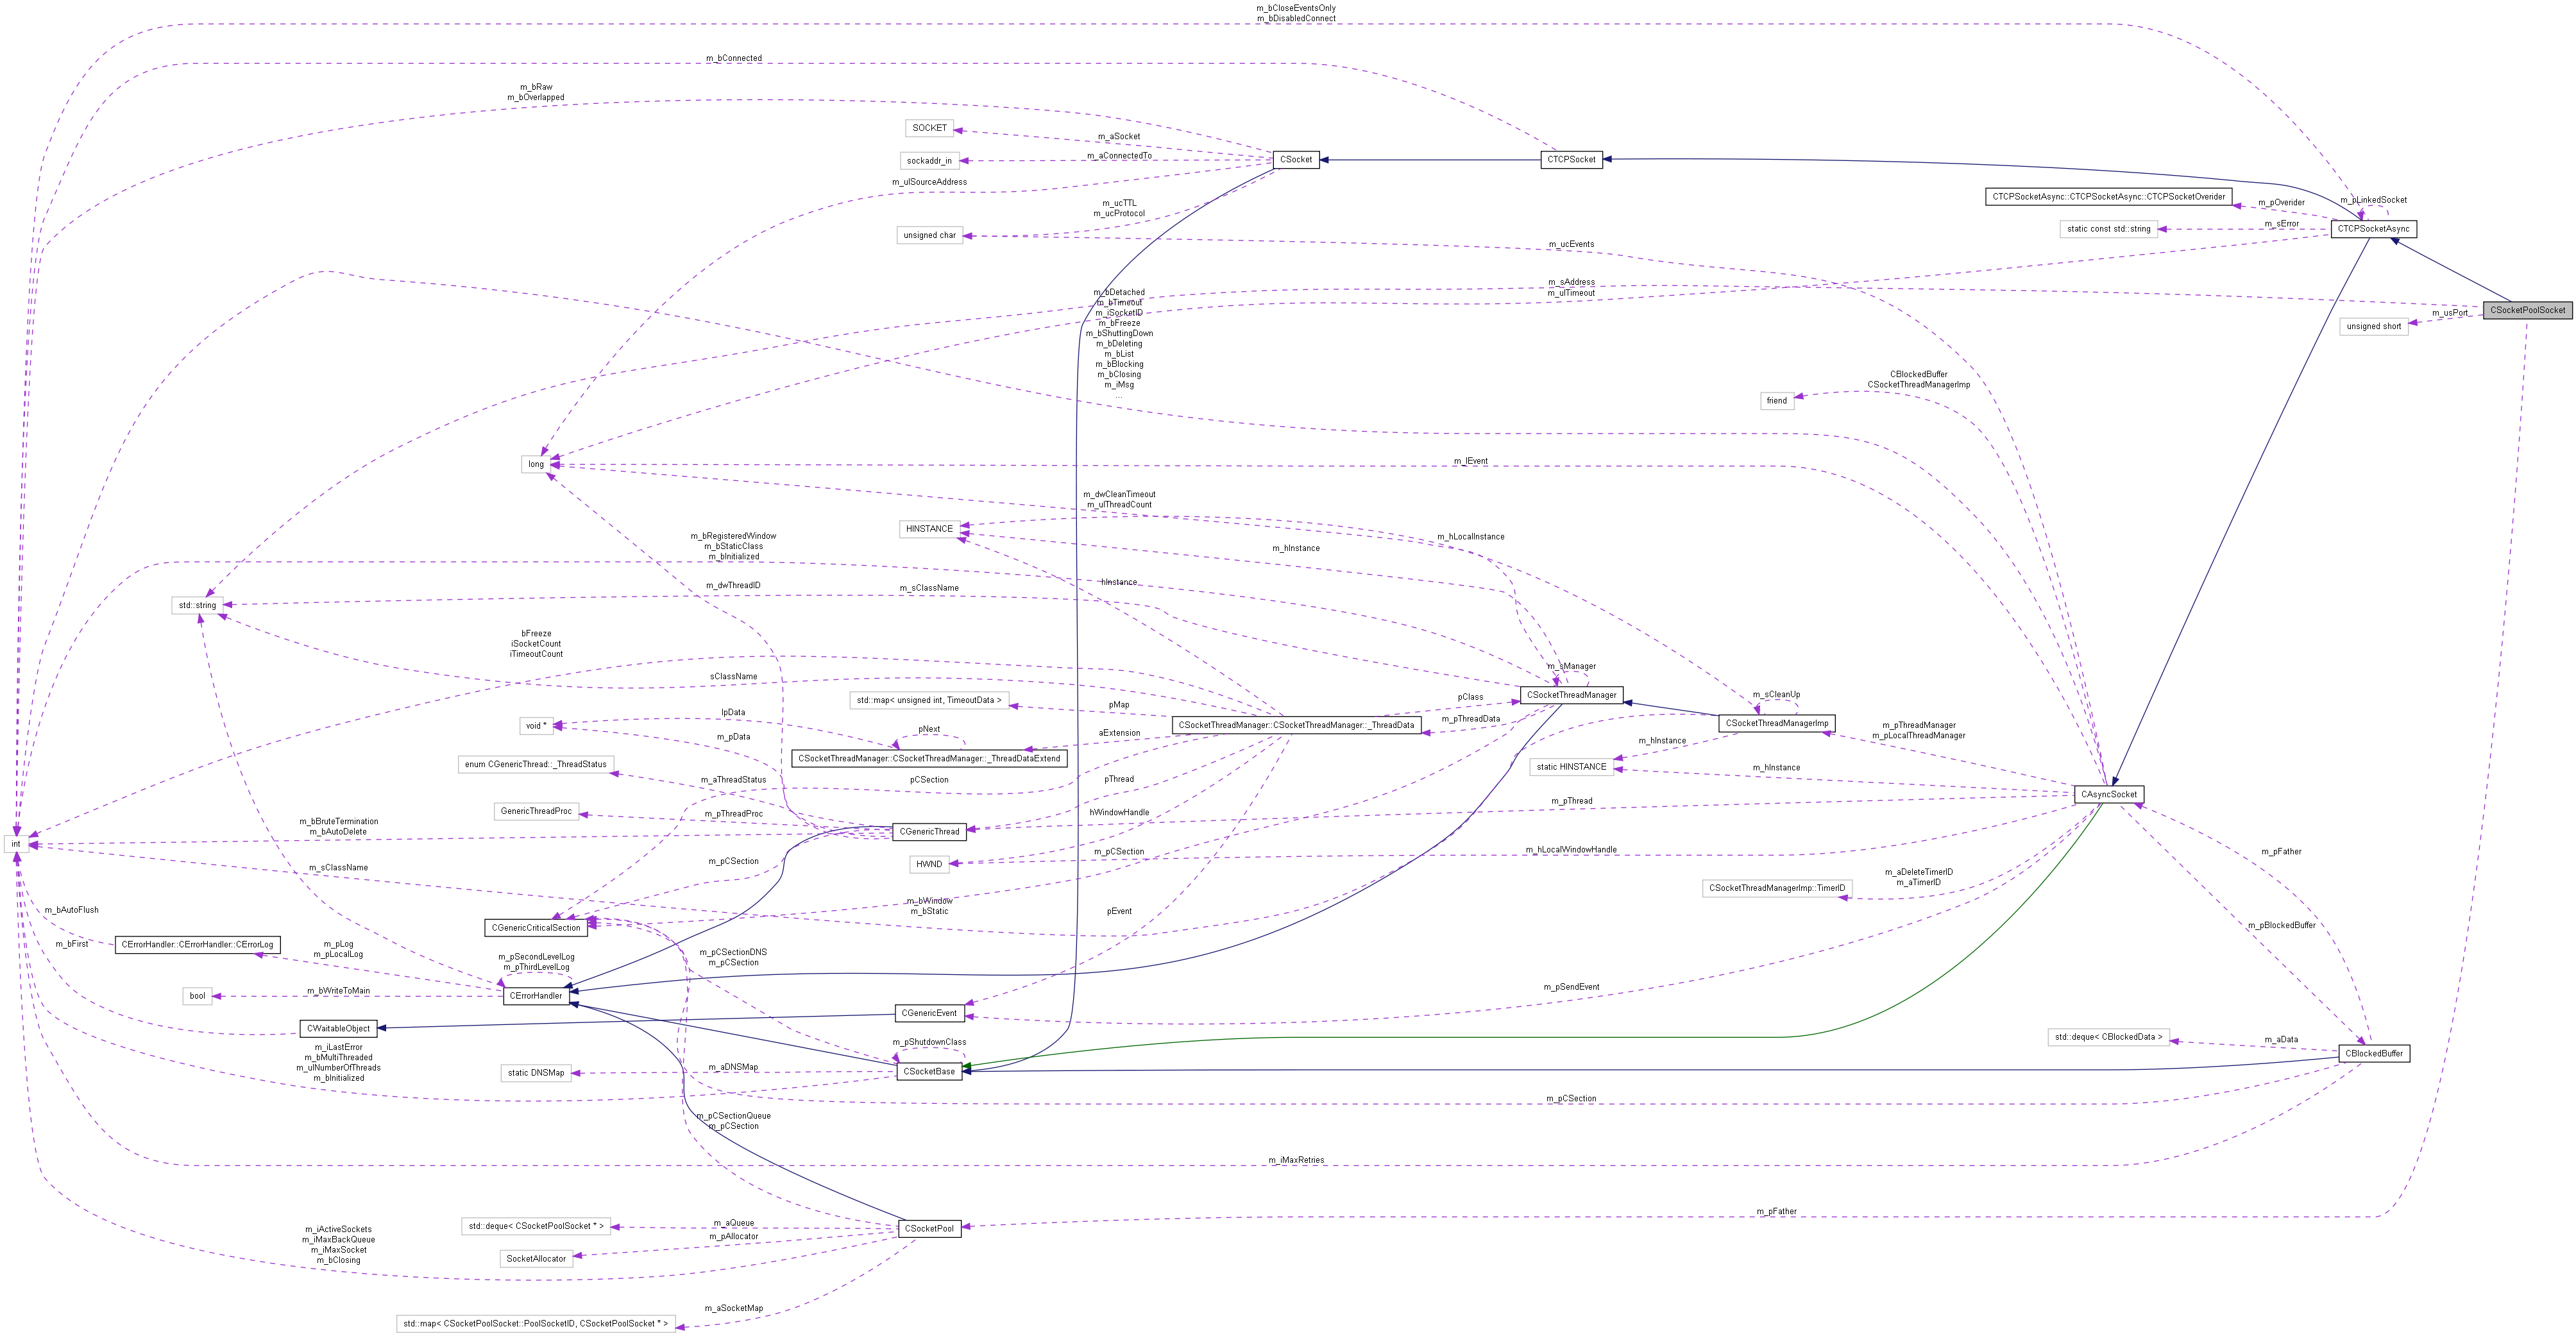 m_bCloseEventsOnly
m_bDisabledConnect
m_bConnected
m_bRaw
m_bOverlapped
SOCKET
m_aSocket
sockaddr_in
m_aConnectedTo
CSocket
CTCPSocket
m_ulSourceAddress
CTCPSocketAsync::CTCPSocketAsync::CTCPSocketOverider
m_pOverider
m_pLinkedSocket
m_ucTTL
m_ucProtocol
unsigned char
static const std::string
m_sError
CTCPSocketAsync
m_ucEvents
m_sAddress
m_ulTimeout
CSocketPoolSocket
m_usPort
unsigned short
m_bDetached
m_bTimeout
m_iSocketID
m_bFreeze
m_bShuttingDown
m_bDeleting
m_bList
m_bBlocking
m_bClosing
m_iMsg
...
CBlockedBuffer
CSocketThreadManagerImp
friend
long
m_lEvent
m_dwCleanTimeout
m_ulThreadCount
HINSTANCE
m_hLocalInstance
m_hInstance
m_bRegisteredWindow
m_bStaticClass
m_bInitialized
hInstance
m_dwThreadID
m_sClassName
std::string
bFreeze
iSocketCount
iTimeoutCount
sClassName
m_sManager
CSocketThreadManager
m_sCleanUp
CSocketThreadManagerImp
std::map< unsigned int, TimeoutData >
pMap
pClass
CSocketThreadManager::CSocketThreadManager::_ThreadData
m_pThreadData
m_pThreadManager
m_pLocalThreadManager
void *
lpData
m_pData
pNext
aExtension
CSocketThreadManager::CSocketThreadManager::_ThreadDataExtend
m_hInstance
static HINSTANCE
m_hInstance
enum CGenericThread::_ThreadStatus
m_aThreadStatus
pCSection
pThread
CAsyncSocket
m_pThread
GenericThreadProc
m_pThreadProc
hWindowHandle
m_bBruteTermination
m_bAutoDelete
CGenericThread
int
m_pCSection
m_sClassName
HWND
m_pCSection
m_hLocalWindowHandle
m_pFather
CSocketThreadManagerImp::TimerID
m_aDeleteTimerID
m_aTimerID
m_bWindow
m_bStatic
pEvent
m_bAutoFlush
CGenericCriticalSection
m_pBlockedBuffer
CErrorHandler::CErrorHandler::CErrorLog
m_bFirst
m_pLog
m_pLocalLog
m_pSecondLevelLog
m_pThirdLevelLog
m_pCSectionDNS
m_pCSection
bool
m_bWriteToMain
CErrorHandler
m_pSendEvent
CGenericEvent
CWaitableObject
std::deque< CBlockedData >
m_aData
CBlockedBuffer
m_iLastError
m_bMultiThreaded
m_ulNumberOfThreads
m_bInitialized
m_pShutdownClass
static DNSMap
m_aDNSMap
CSocketBase
m_pCSection
m_pCSectionQueue
m_pCSection
m_iMaxRetries
m_pFather
m_iActiveSockets
m_iMaxBackQueue
m_iMaxSocket
m_bClosing
std::deque< CSocketPoolSocket * >
m_aQueue
CSocketPool
SocketAllocator
m_pAllocator
m_aSocketMap
std::map< CSocketPoolSocket::PoolSocketID, CSocketPoolSocket * >